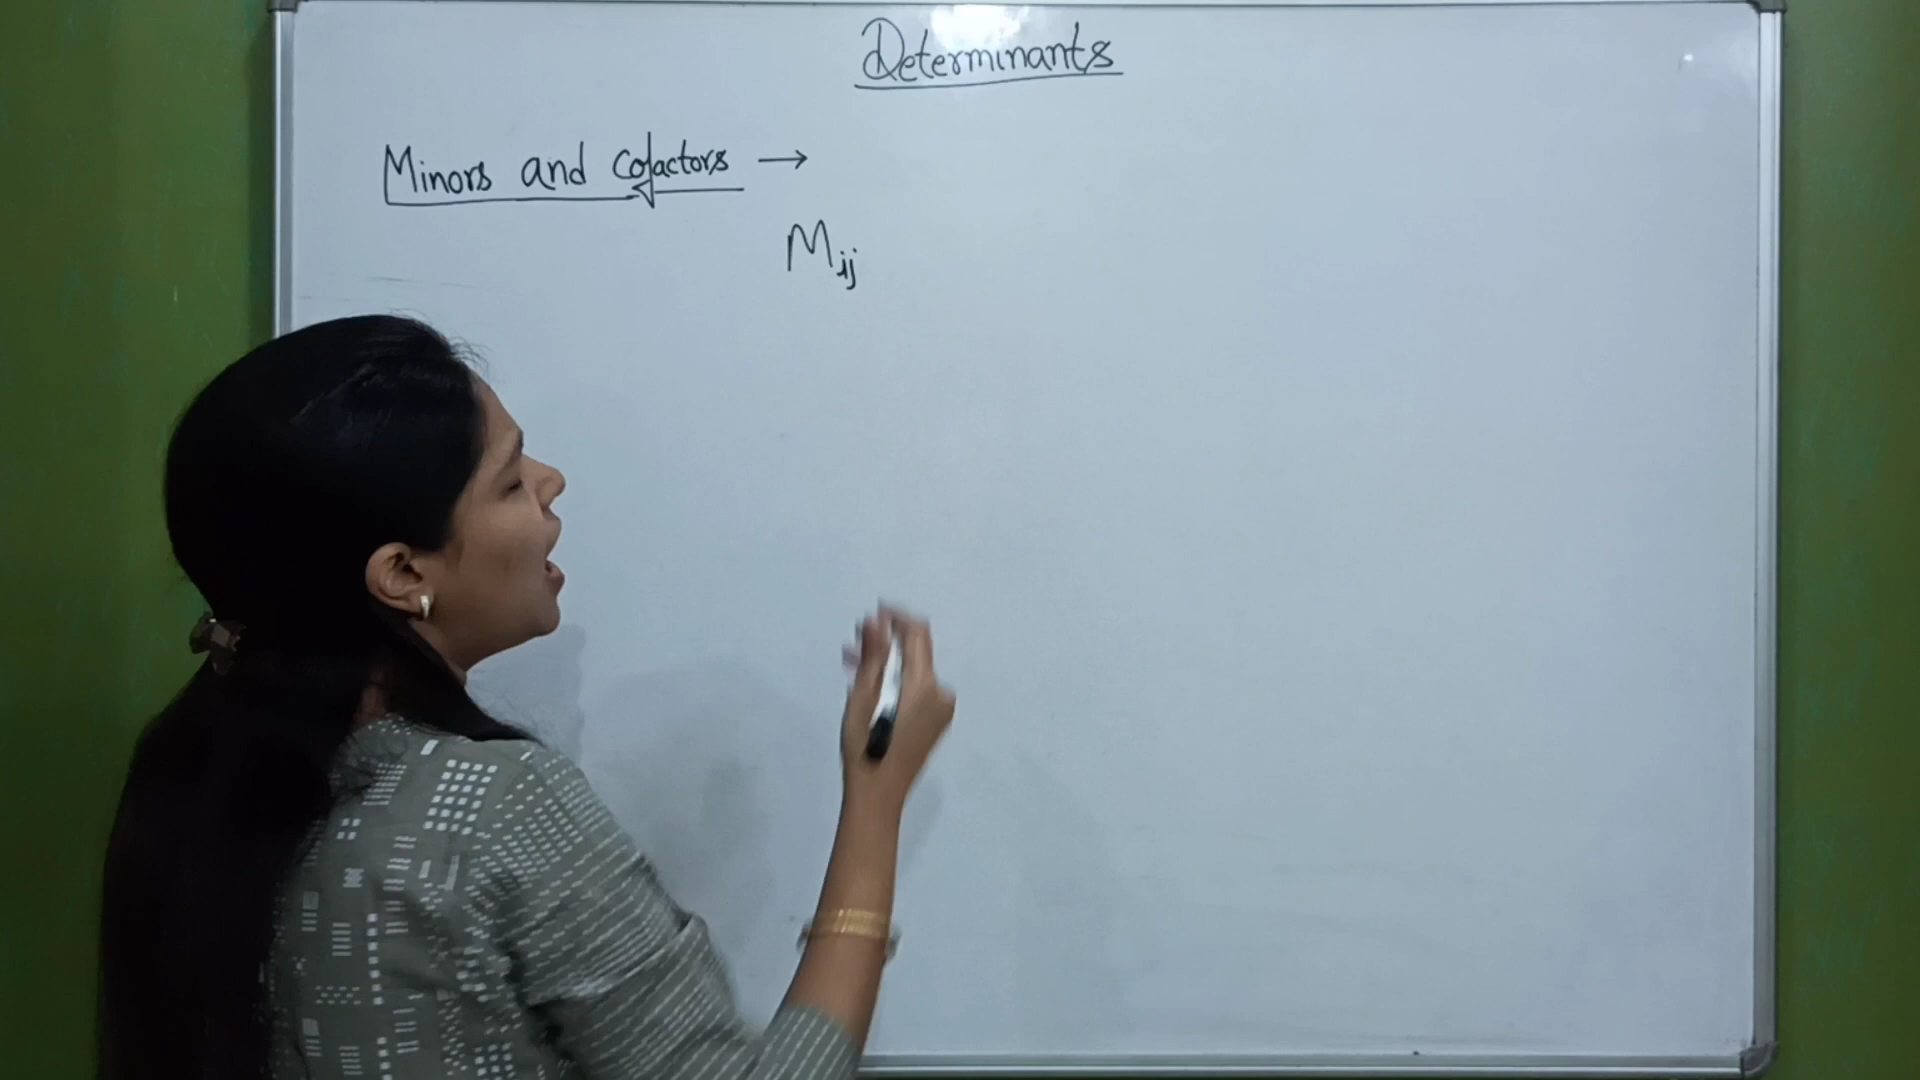 Determinants
Minors and cofactors →
Mij